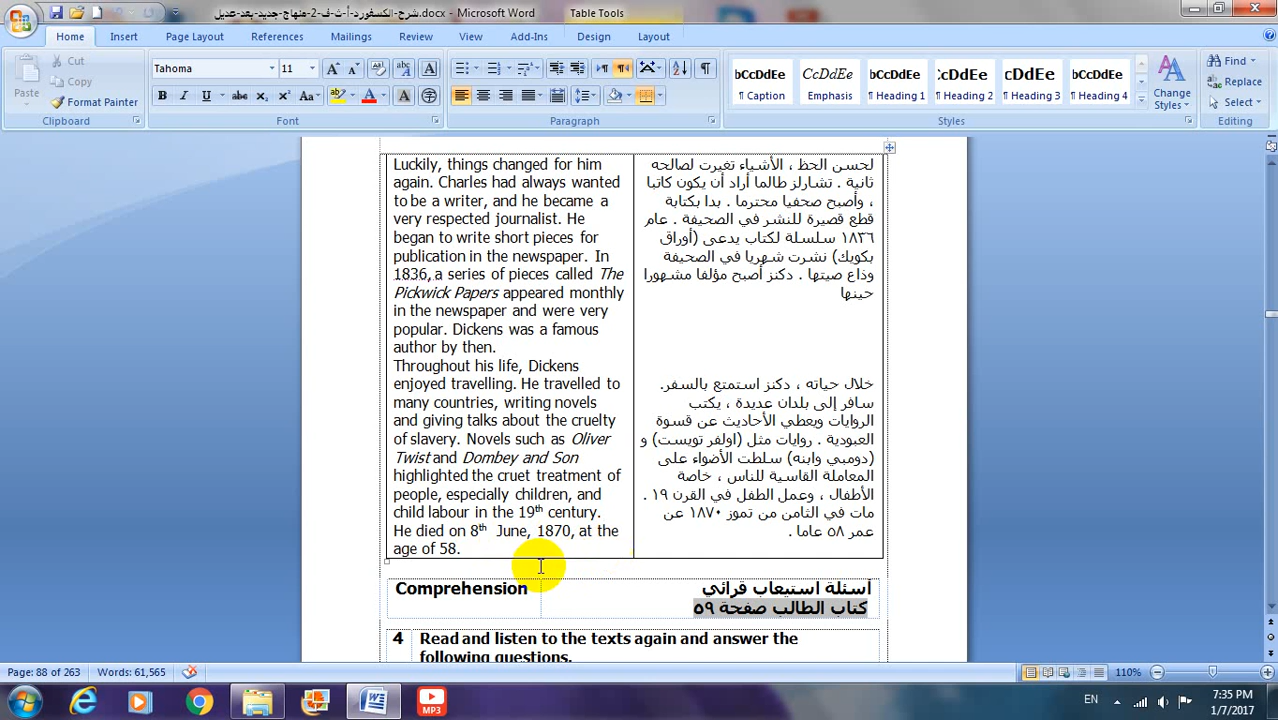 شرح-اكسفورد-أ-ث-ف-2-منهاج-جديد-بعد-عديل.docx - Microsoft Word
Table Tools
Home Insert Page Layout References Mailings Review View Add-Ins Design Layout
Paste
Cut
Copy
Format Painter
Clipboard
Tahoma 11
Font
Paragraph
bCcDdEe CcDdEe bCcDdEe bCcDdEe cDdEe bCcDdEe
¶ Caption Emphasis ¶ Heading 1 ¶ Heading 2 ¶ Heading 3 ¶ Heading 4
Change Styles
Styles
Find
Replace
Select
Editing
Luckily, things changed for him
again. Charles had always wanted
to be a writer, and he became a
very respected journalist. He
began to write short pieces for
publication in the newspaper. In
1836, a series of pieces called The
Pickwick Papers appeared monthly
in the newspaper and were very
popular. Dickens was a famous
author by then.
Throughout his life, Dickens
enjoyed travelling. He travelled to
many countries, writing novels
and giving talks about the cruelty
of slavery. Novels such as Oliver
Twist and Dombey and Son
highlighted the cruet treatment of
people, especially children, and
child labour in the 19th century.
He died on 8th June, 1870, at the
age of 58.
لحسن الحظ ، الأشياء تغيرت لصالحه
ثانية . تشارلز طالما أراد أن يكون كاتبا
، وأصبح صحفيا محترما . بدا بكتابة
قطع قصيرة للنشر في الصحيفة . عام
١٨٣٦ سلسلة لكتاب يدعى (أوراق
بكويك) نشرت شهريا في الصحيفة
وذاع صيتها . دكنز أصبح مؤلفا مشهورا
حينها
خلال حياته ، دكنز استمتع بالسفر.
سافر إلى بلدان عديدة ، يكتب
الروايات ويعطي الأحاديث عن قسوة
العبودية . روايات مثل (اولفر تويست) و
(دومبي وابنه) سلطت الأضواء على
المعاملة القاسية للناس ، خاصة
الأطفال ، وعمل الطفل في القرن ١٩ .
مات في الثامن من تموز ١٨٧٠ عن
عمر ٥٨ عاما .
Comprehension
أسئلة استيعاب قرائي
كتاب الطالب صفحة ٥٩
4 Read and listen to the texts again and answer the
following questions.
Page: 88 of 263 Words: 61,565
110%
MP3
EN
7:35 PM
1/7/2017